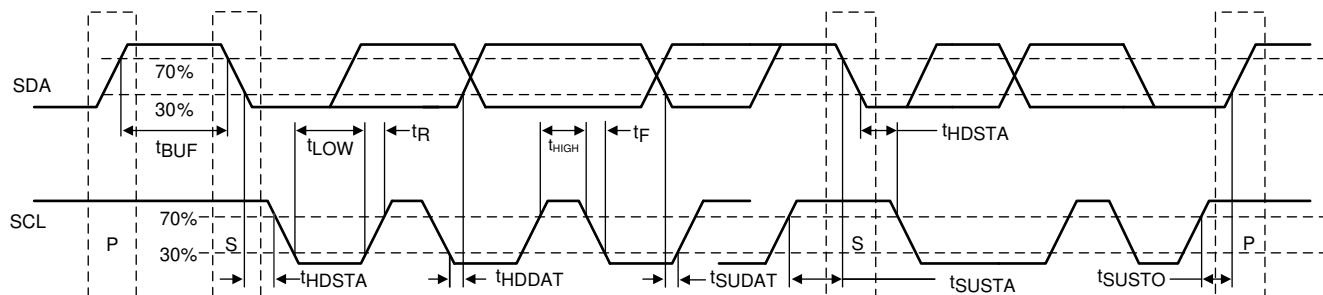 SDA
70%
30%
tBUF
tLOW
tR
tHIGH
tF
tHDSTA
SCL
70%
30%
P
S
S
P
tHDSTA
tHDDAT
tSUDAT
tSUSTA
tSUSTO